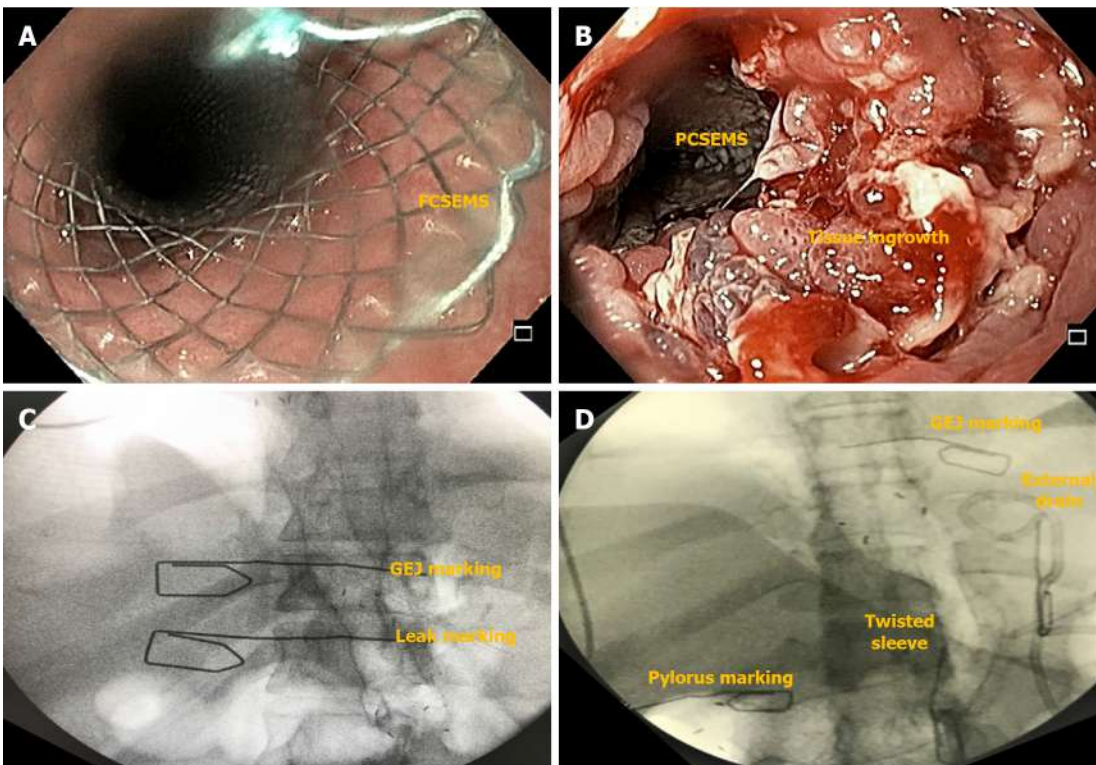 A
FCSEMS
B
PCSEMS
Tissue ingrowth
C
GEJ marking
Leak marking
D
GEJ marking
External
drain
Twisted
sleeve
Pylorus marking